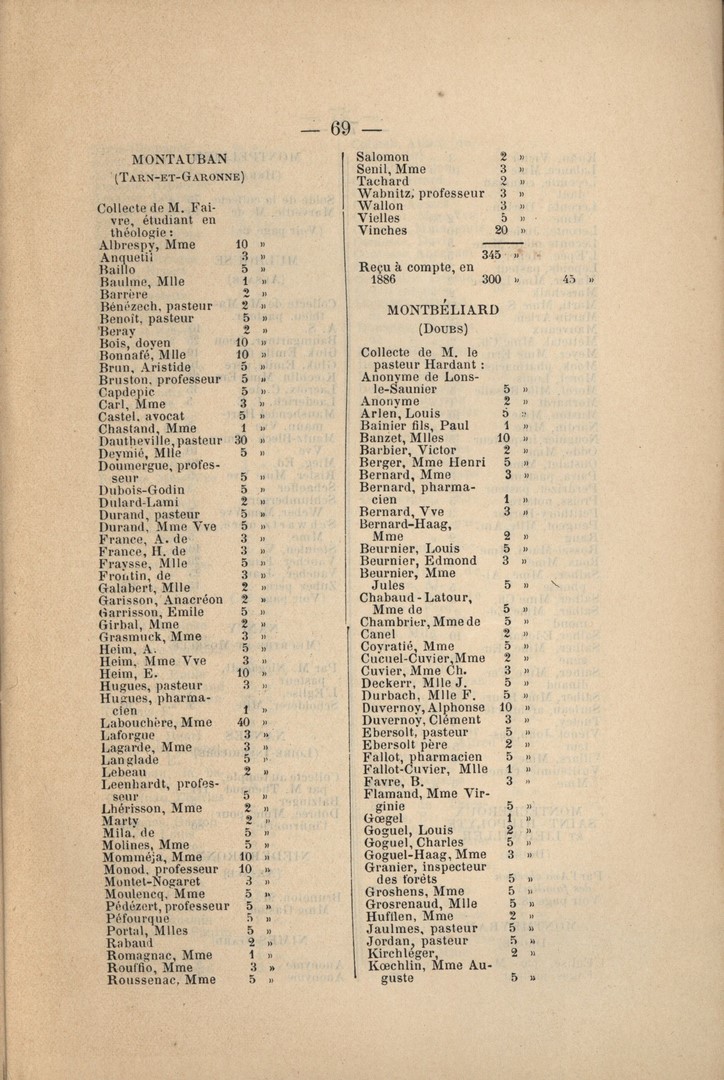 — 69 —
MONTAUBAN
(TARN-ET-GARONNE)
Collecte de M. Fai-
vre, étudiant en
théologie :
Albrespy, Mme 10 »
Anquetil 3 »
Baillo 5 »
Baulme, Mlle 1 »
Barrère 2 »
Bénézech, pasteur 2 »
Benoît, pasteur 5 »
Beray 2 »
Bois, doyen 10 »
Bonnafé, Mlle 10 »
Brun, Aristide 5 »
Bruston, professeur 5 »
Capdepic 5 »
Carl, Mme 3 »
Castel, avocat 5 »
Chastand, Mme 1 »
Dautheville, pasteur 30 »
Deymié, Mlle 5 »
Doumergue, profes-
seur 5 »
Dubois-Godin 5 »
Dulard-Lami 2 »
Durand, pasteur 5 »
Durand, Mme Vve 5 »
France, A. de 3 »
France, H. de 3 »
Fraysse, Mlle 5 »
Frontin, de 3 »
Galabert, Mlle 2 »
Garisson, Anacréon 2 »
Garrisson, Emile 5 »
Girbal, Mme 2 »
Grasmuck, Mme 3 »
Heim, A. 5 »
Heim, Mme Vve 3 »
Heim, E. 10 »
Hugues, pasteur 3 »
Hugues, pharma-
cien 1 »
Labouchère, Mme 40 »
Laforgue 3 »
Lagarde, Mme 3 »
Langlade 5 »
Lebeau 2 »
Leenhardt, profes-
seur 5 »
Lhérisson, Mme 2 »
Marty 2 »
Mila, de 5 »
Molines, Mme 5 »
Momméja, Mme 10 »
Monod, professeur 10 »
Montet-Nogaret 3 »
Moulencq, Mme 5 »
Pédézert, professeur 5 »
Péfourque 5 »
Portal, Mlles 5 »
Rabaud 2 »
Romagnac, Mme 1 »
Rouffio, Mme 3 »
Roussenac, Mme 5 »
Salomon 2 »
Senil, Mme 3 »
Tachard 2 »
Wabnitz, professeur 3 »
Wallon 3 »
Vielles 5 »
Vinches 20 »
345 »
Reçu à compte, en
1886 300 » 45 »
MONTBÉLIARD
(DOUBS)
Collecte de M. le
pasteur Hardant :
Anonyme de Lons-
le-Saunier 5 »
Anonyme 2 »
Arlen, Louis 5 »
Bainier fils, Paul 1 »
Banzet, Mlles 10 »
Barbier, Victor 2 »
Berger, Mme Henri 5 »
Bernard, Mme 3 »
Bernard, pharma-
cien 1 »
Bernard, Vve 3 »
Bernard-Haag,
Mme 2 »
Beurnier, Louis 5 »
Beurnier, Edmond 3 »
Beurnier, Mme
Jules 5 »
Chabaud-Latour,
Mme de 5 »
Chambrier, Mme de 5 »
Canel 2 »
Coyratié, Mme 5 »
Cucuel-Cuvier, Mme 2 »
Cuvier, Mme Ch. 3 »
Deckerr, Mlle J. 5 »
Durbach, Mlle F. 5 »
Duvernoy, Alphonse 10 »
Duvernoy, Clément 3 »
Ebersolt, pasteur 5 »
Ebersolt père 2 »
Fallot, pharmacien 5 »
Fallot-Cuvier, Mlle 1 »
Favre, B. 3 »
Flamand, Mme Vir-
ginie 5 »
Gœgel 1 »
Goguel, Louis 2 »
Goguel, Charles 5 »
Goguel-Haag, Mme 3 »
Granier, inspecteur
des forêts 5 »
Groshens, Mme 5 »
Grosrenaud, Mlle 5 »
Hufflen, Mme 2 »
Jaulmes, pasteur 5 »
Jordan, pasteur 5 »
Kirchléger, 2 »
Kœchlin, Mme Au-
guste 5 »